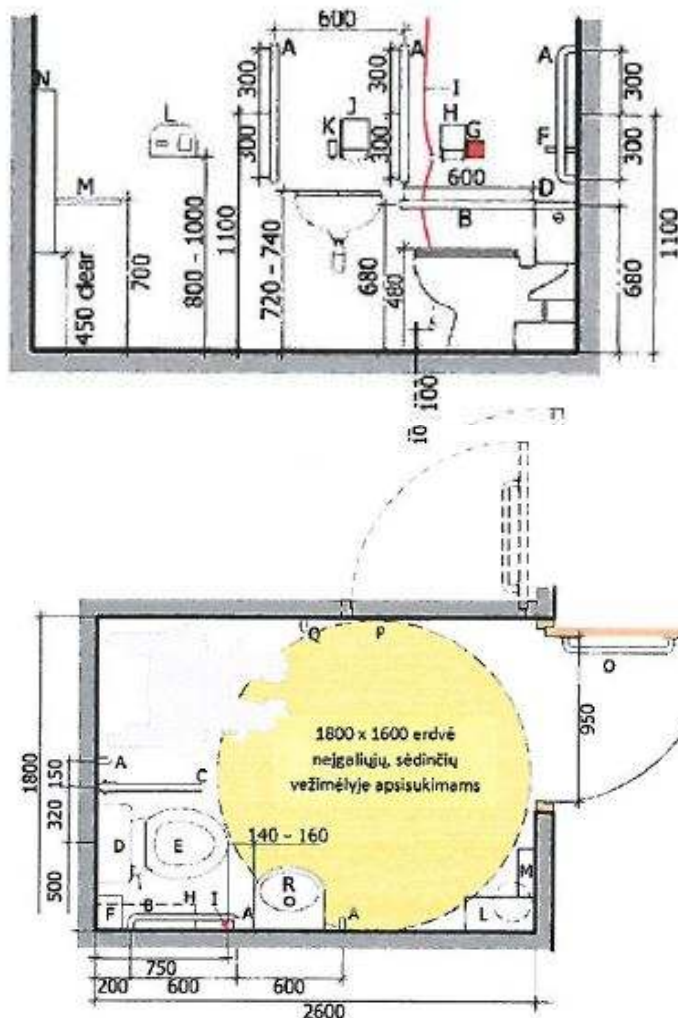 600
A
A
A
N
300
300
300
J
I
L
K
H
G
F
300
300
300
600
D
M
B
450 clear
700
800 - 1000
1100
720 - 740
680
480
680
1100
100
10
Q
P
O
950
1800 x 1600 erdvė
neįgaliųjų, sėdinčių
vežimėlyje apsisukimams
A
C
1800
150
320
500
140 - 160
D
E
R
M
F
B
H
I
A
A
L
750
200
600
600
2600